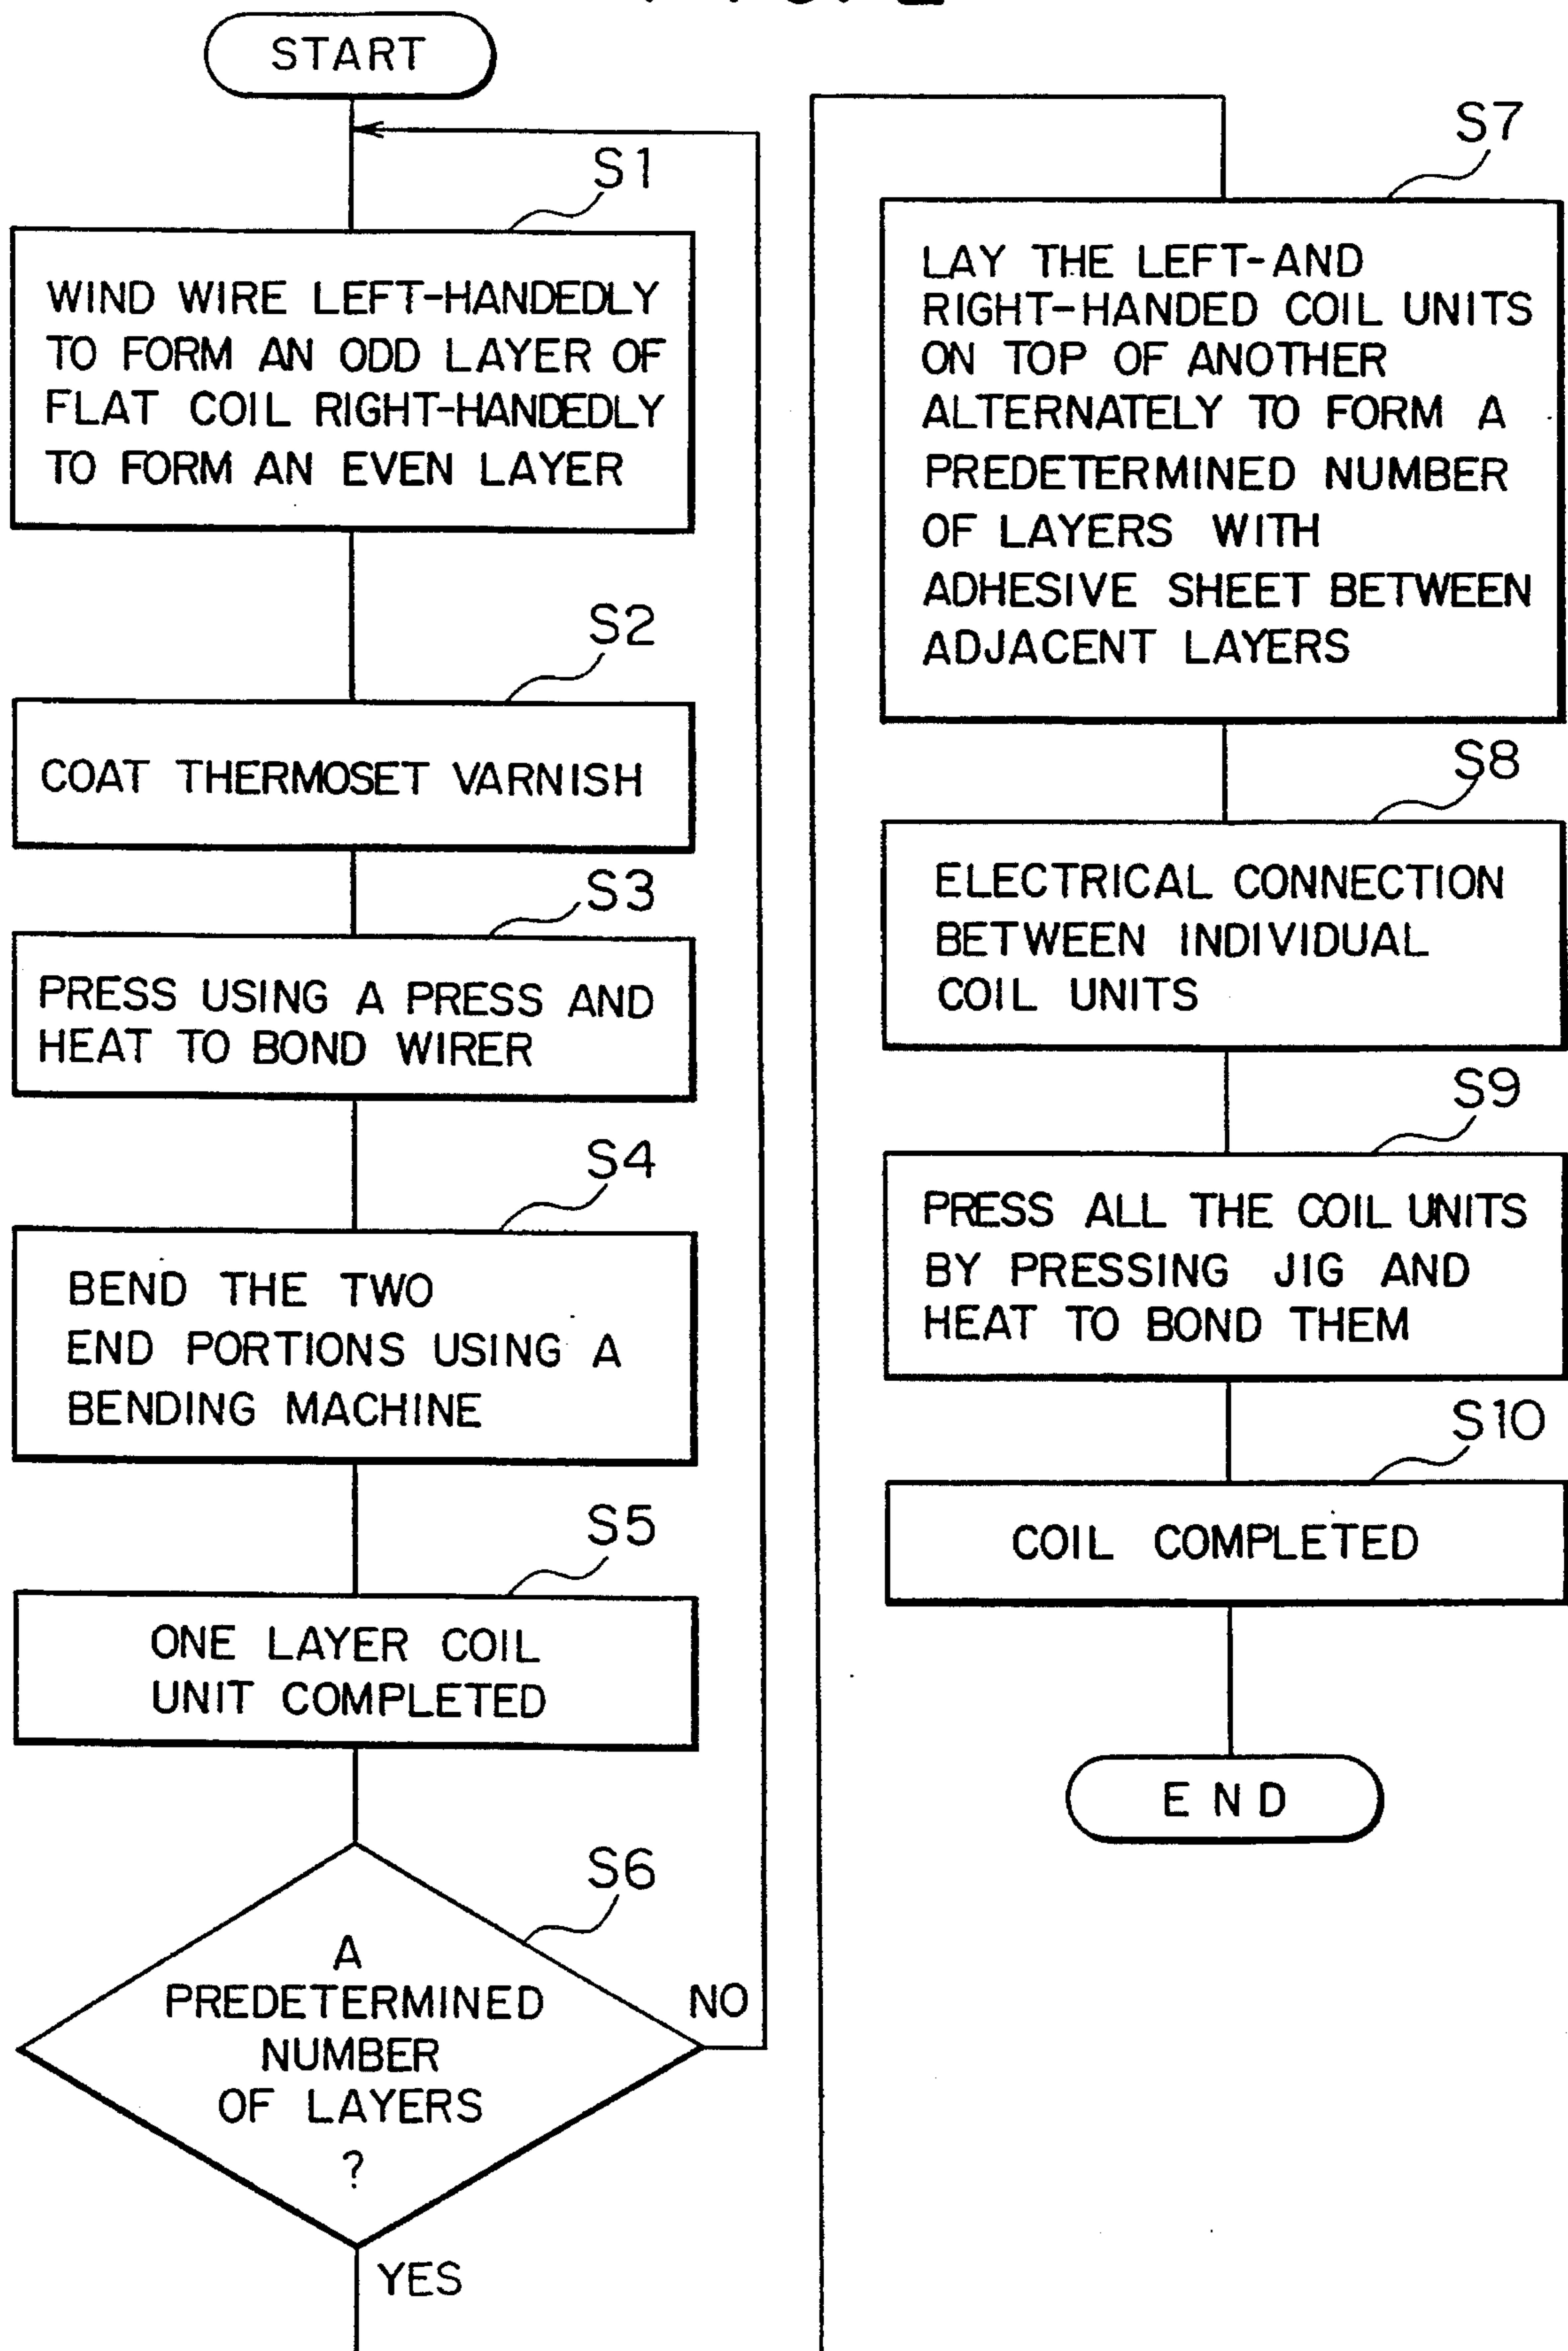 START
S1
WIND WIRE LEFT-HANDEDLY
TO FORM AN ODD LAYER OF
FLAT COIL RIGHT-HANDEDLY
TO FORM AN EVEN LAYER
S2
COAT THERMOSET VARNISH
S3
PRESS USING A PRESS AND
HEAT TO BOND WIRER
S4
BEND THE TWO
END PORTIONS USING A
BENDING MACHINE
S5
ONE LAYER COIL
UNIT COMPLETED
S6
A
PREDETERMINED
NUMBER
OF LAYERS
?
NO
YES
S7
LAY THE LEFT-AND
RIGHT-HANDED COIL UNITS
ON TOP OF ANOTHER
ALTERNATELY TO FORM A
PREDETERMINED NUMBER
OF LAYERS WITH
ADHESIVE SHEET BETWEEN
ADJACENT LAYERS
S8
ELECTRICAL CONNECTION
BETWEEN INDIVIDUAL
COIL UNITS
S9
PRESS ALL THE COIL UNITS
BY PRESSING JIG AND
HEAT TO BOND THEM
S10
COIL COMPLETED
END